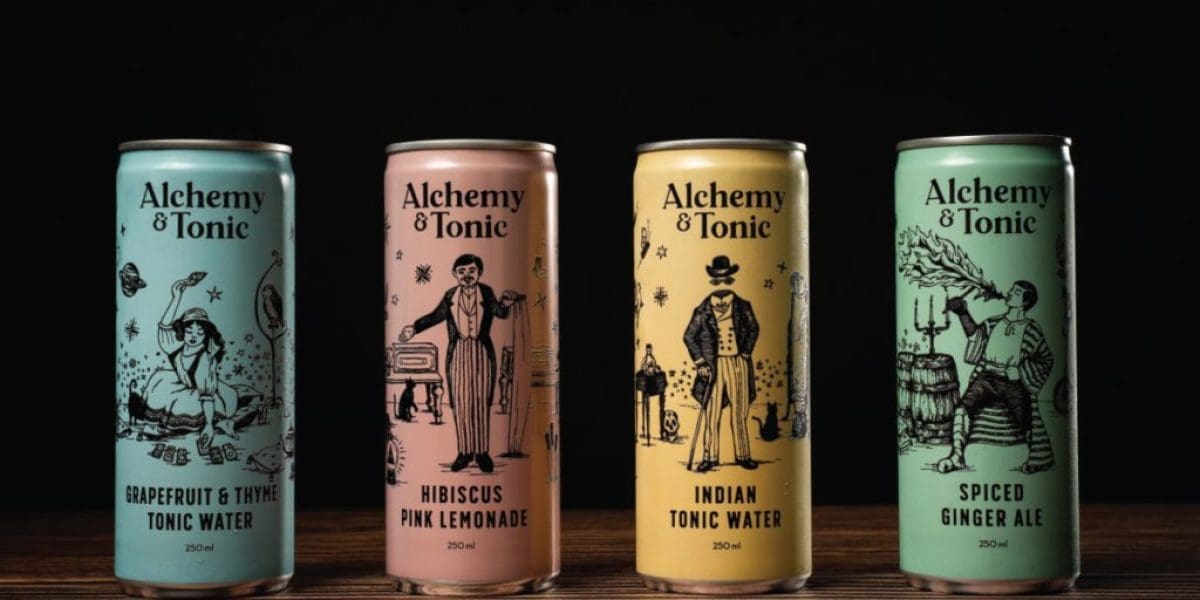 Alchemy
& Tonic
GRAPEFRUIT & THYME
TONIC WATER
250 ml
Alchemy
& Tonic
HIBISCUS
PINK LEMONADE
250 ml
Alchemy
& Tonic
INDIAN
TONIC WATER
250 ml
Alchemy
& Tonic
SPICED
GINGER ALE
250 ml